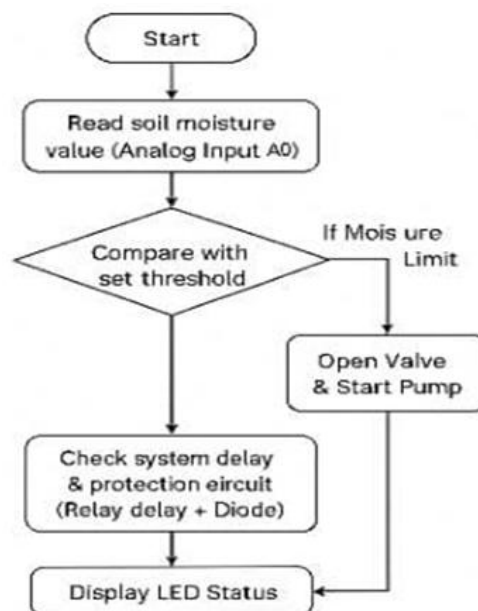 Start
Read soil moisture
value (Analog Input A0)
Compare with
set threshold
If Mois ure
Limit
Open Valve
& Start Pump
Check system delay
& protection eircuit
(Relay delay + Diode)
Display LED Status